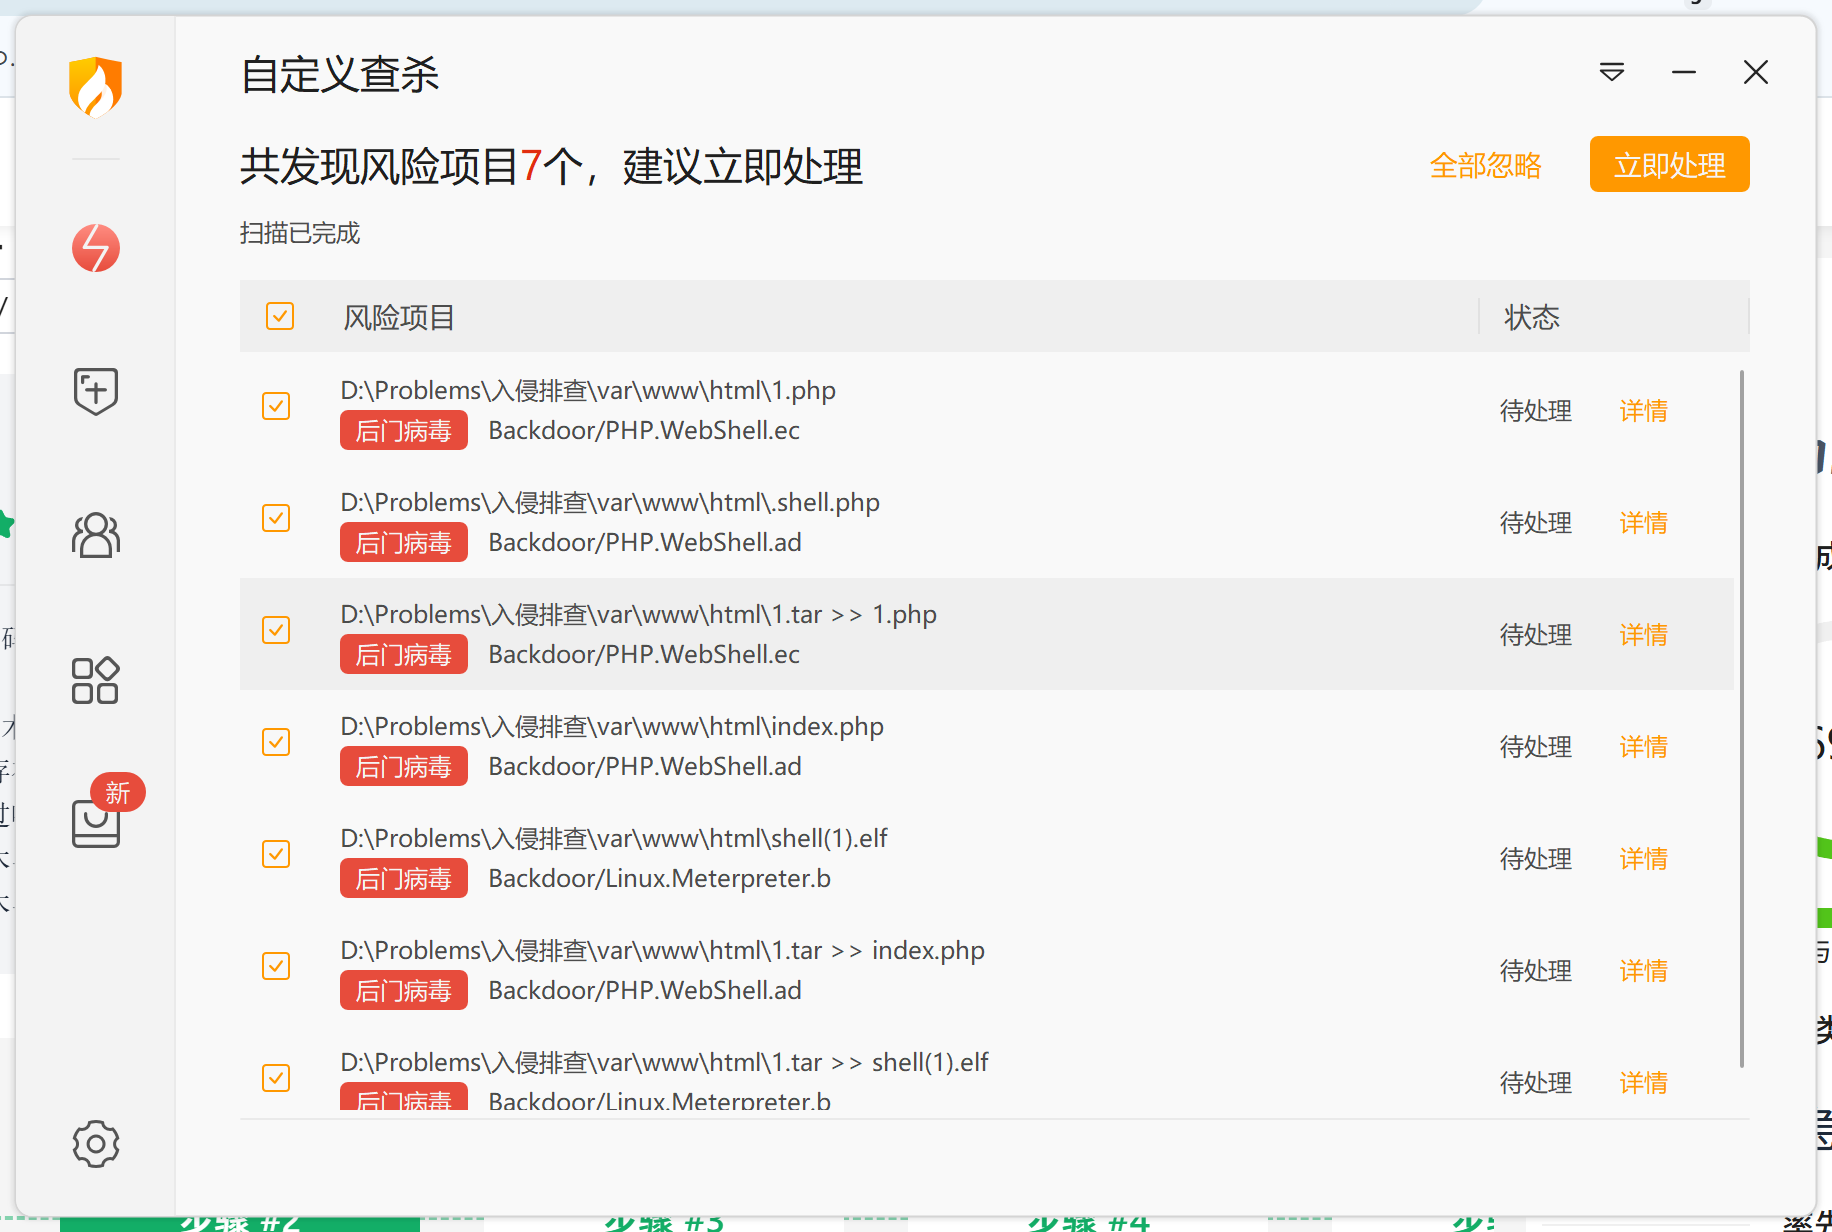 自定义查杀
共发现风险项目7个，建议立即处理
全部忽略
立即处理
扫描已完成
风险项目
状态
D:\Problems\入侵排查\var\www\html\1.php
后门病毒 Backdoor/PHP.WebShell.ec
待处理 详情
D:\Problems\入侵排查\var\www\html\.shell.php
后门病毒 Backdoor/PHP.WebShell.ad
待处理 详情
D:\Problems\入侵排查\var\www\html\1.tar >> 1.php
后门病毒 Backdoor/PHP.WebShell.ec
待处理 详情
D:\Problems\入侵排查\var\www\html\index.php
后门病毒 Backdoor/PHP.WebShell.ad
待处理 详情
新
D:\Problems\入侵排查\var\www\html\shell(1).elf
后门病毒 Backdoor/Linux.Meterpreter.b
待处理 详情
D:\Problems\入侵排查\var\www\html\1.tar >> index.php
后门病毒 Backdoor/PHP.WebShell.ad
待处理 详情
D:\Problems\入侵排查\var\www\html\1.tar >> shell(1).elf
后门病毒 Backdoor/Linux.Meterpreter.b
待处理 详情
步骤 #2
步骤 #3
步骤 #4